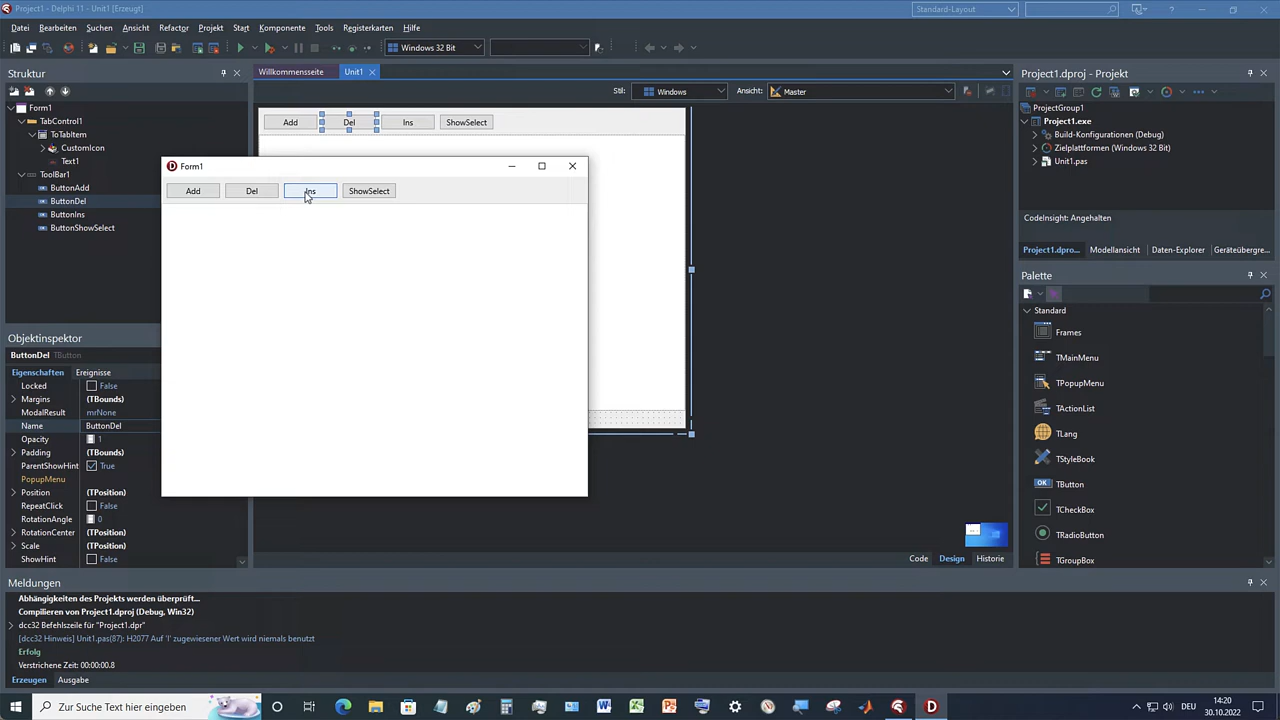 Project1 - Delphi 11 - Unit1 [Erzeugt]
Standard-Layout
Datei Bearbeiten Suchen Ansicht Refactor Projekt Start Komponente Tools Registerkarten Hilfe
Windows 32 Bit
Struktur
Form1
TabControl1
ToTabItem
CustomIcon
Text1
ToolBar1
ButtonAdd
ButtonDel
ButtonIns
ButtonShowSelect
Objektinspektor
ButtonDel TButton
Eigenschaften Ereignisse
Locked False
Margins (TBounds)
ModalResult mrNone
Name ButtonDel
Opacity 1
Padding (TBounds)
ParentShowHint True
PopupMenu
Position (TPosition)
RepeatClick False
RotationAngle 0
RotationCenter (TPosition)
Scale (TPosition)
ShowHint False
Willkommensseite Unit1
Stil: Windows Ansicht: Master
Add Del Ins ShowSelect
Form1
Add Del Ins ShowSelect
Code Design Historie
Project1.dproj - Projekt
ProjectGroup1
Project1.exe
Build-Konfigurationen (Debug)
Zielplattformen (Windows 32 Bit)
Unit1.pas
CodeInsight: Angehalten
Project1.dpro... Modellansicht Daten-Explorer Geräteübergre...
Palette
Standard
Frames
TMainMenu
TPopupMenu
TActionList
TLang
TStyleBook
OK TButton
TCheckBox
TRadioButton
TGroupBox
Meldungen
Abhängigkeiten des Projekts werden überprüft...
Compilieren von Project1.dproj (Debug, Win32)
dcc32 Befehlszeile für "Project1.dpr"
[dcc32 Hinweis] Unit1.pas(87): H2077 Auf 'I' zugewiesener Wert wird niemals benutzt
Erfolg
Verstrichene Zeit: 00:00:00.8
Erzeugen Ausgabe
Zur Suche Text hier eingeben
DEU
14:20
30.10.2022